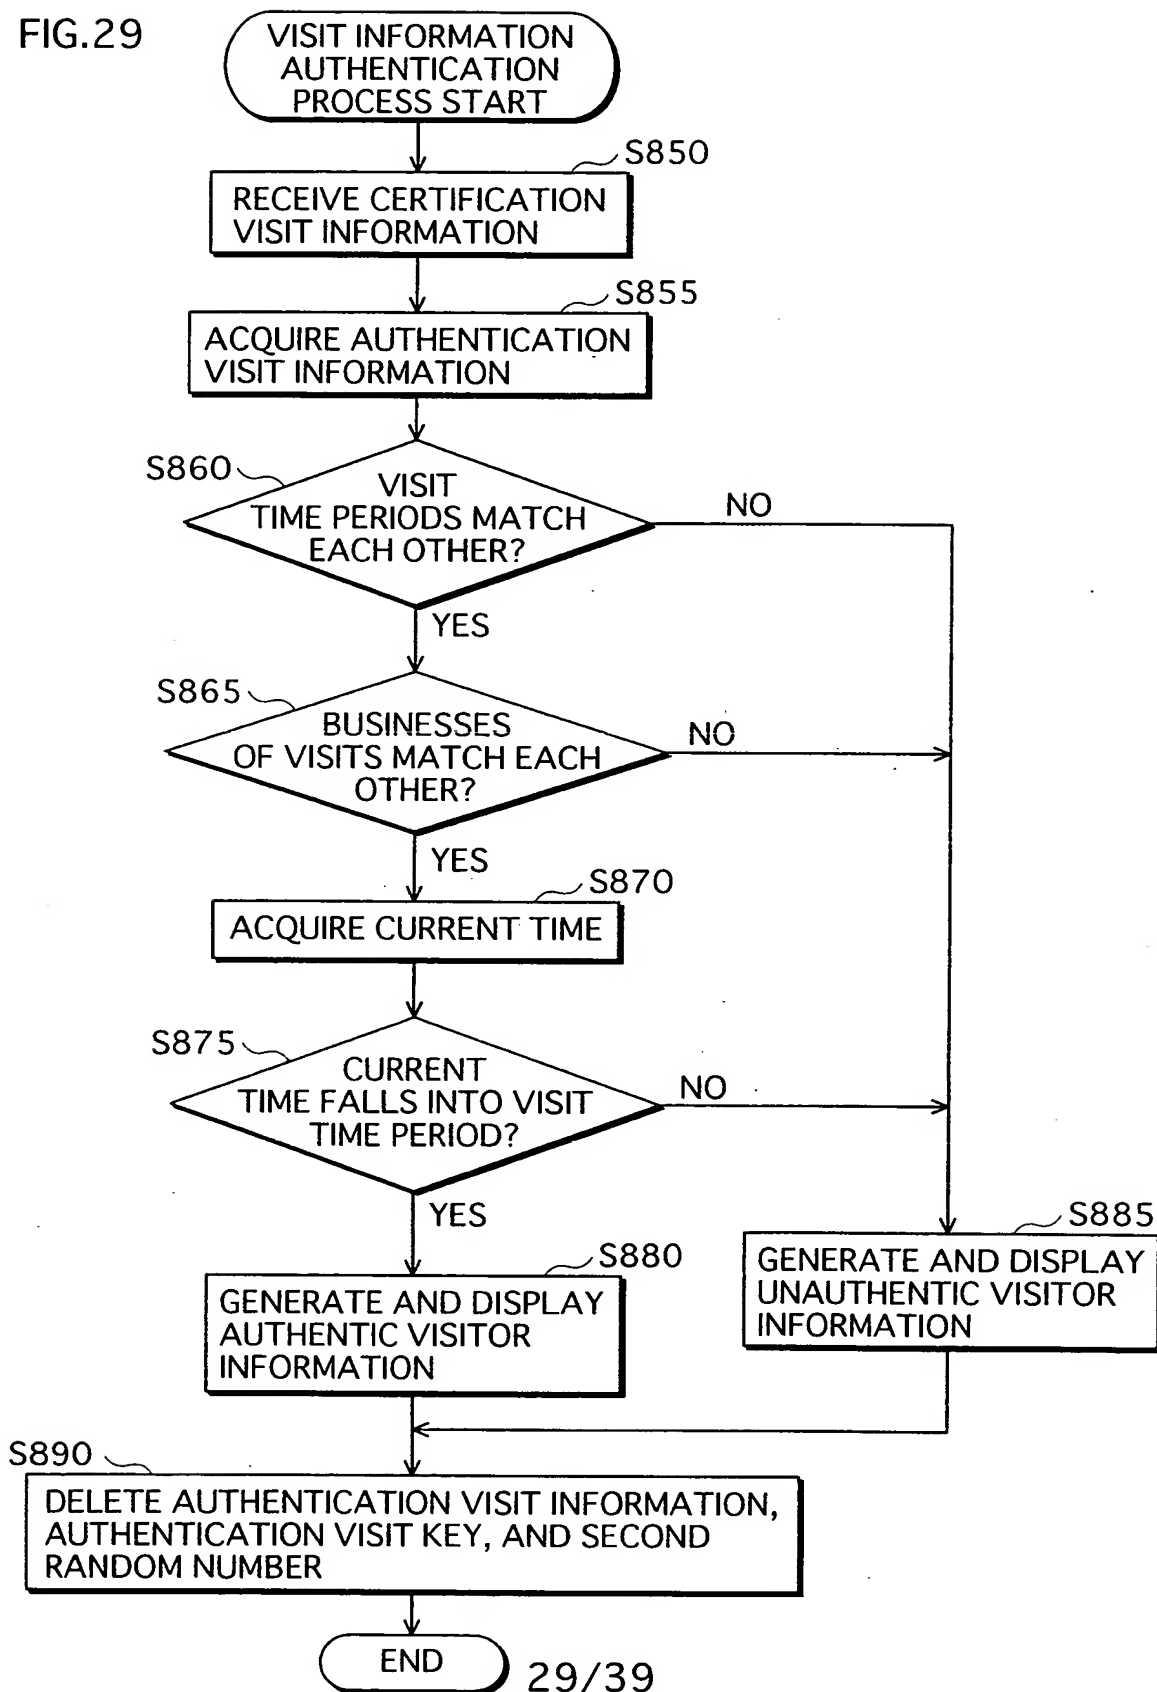 FIG.29
VISIT INFORMATION
AUTHENTICATION
PROCESS START
S850
RECEIVE CERTIFICATION
VISIT INFORMATION
S855
ACQUIRE AUTHENTICATION
VISIT INFORMATION
S860
VISIT
TIME PERIODS MATCH
EACH OTHER?
NO
YES
S865
BUSINESSES
OF VISITS MATCH EACH
OTHER?
NO
YES
S870
ACQUIRE CURRENT TIME
S875
CURRENT
TIME FALLS INTO VISIT
TIME PERIOD?
NO
YES
S880
GENERATE AND DISPLAY
AUTHENTIC VISITOR
INFORMATION
S885
GENERATE AND DISPLAY
UNAUTHENTIC VISITOR
INFORMATION
S890
DELETE AUTHENTICATION VISIT INFORMATION,
AUTHENTICATION VISIT KEY, AND SECOND
RANDOM NUMBER
END
29/39